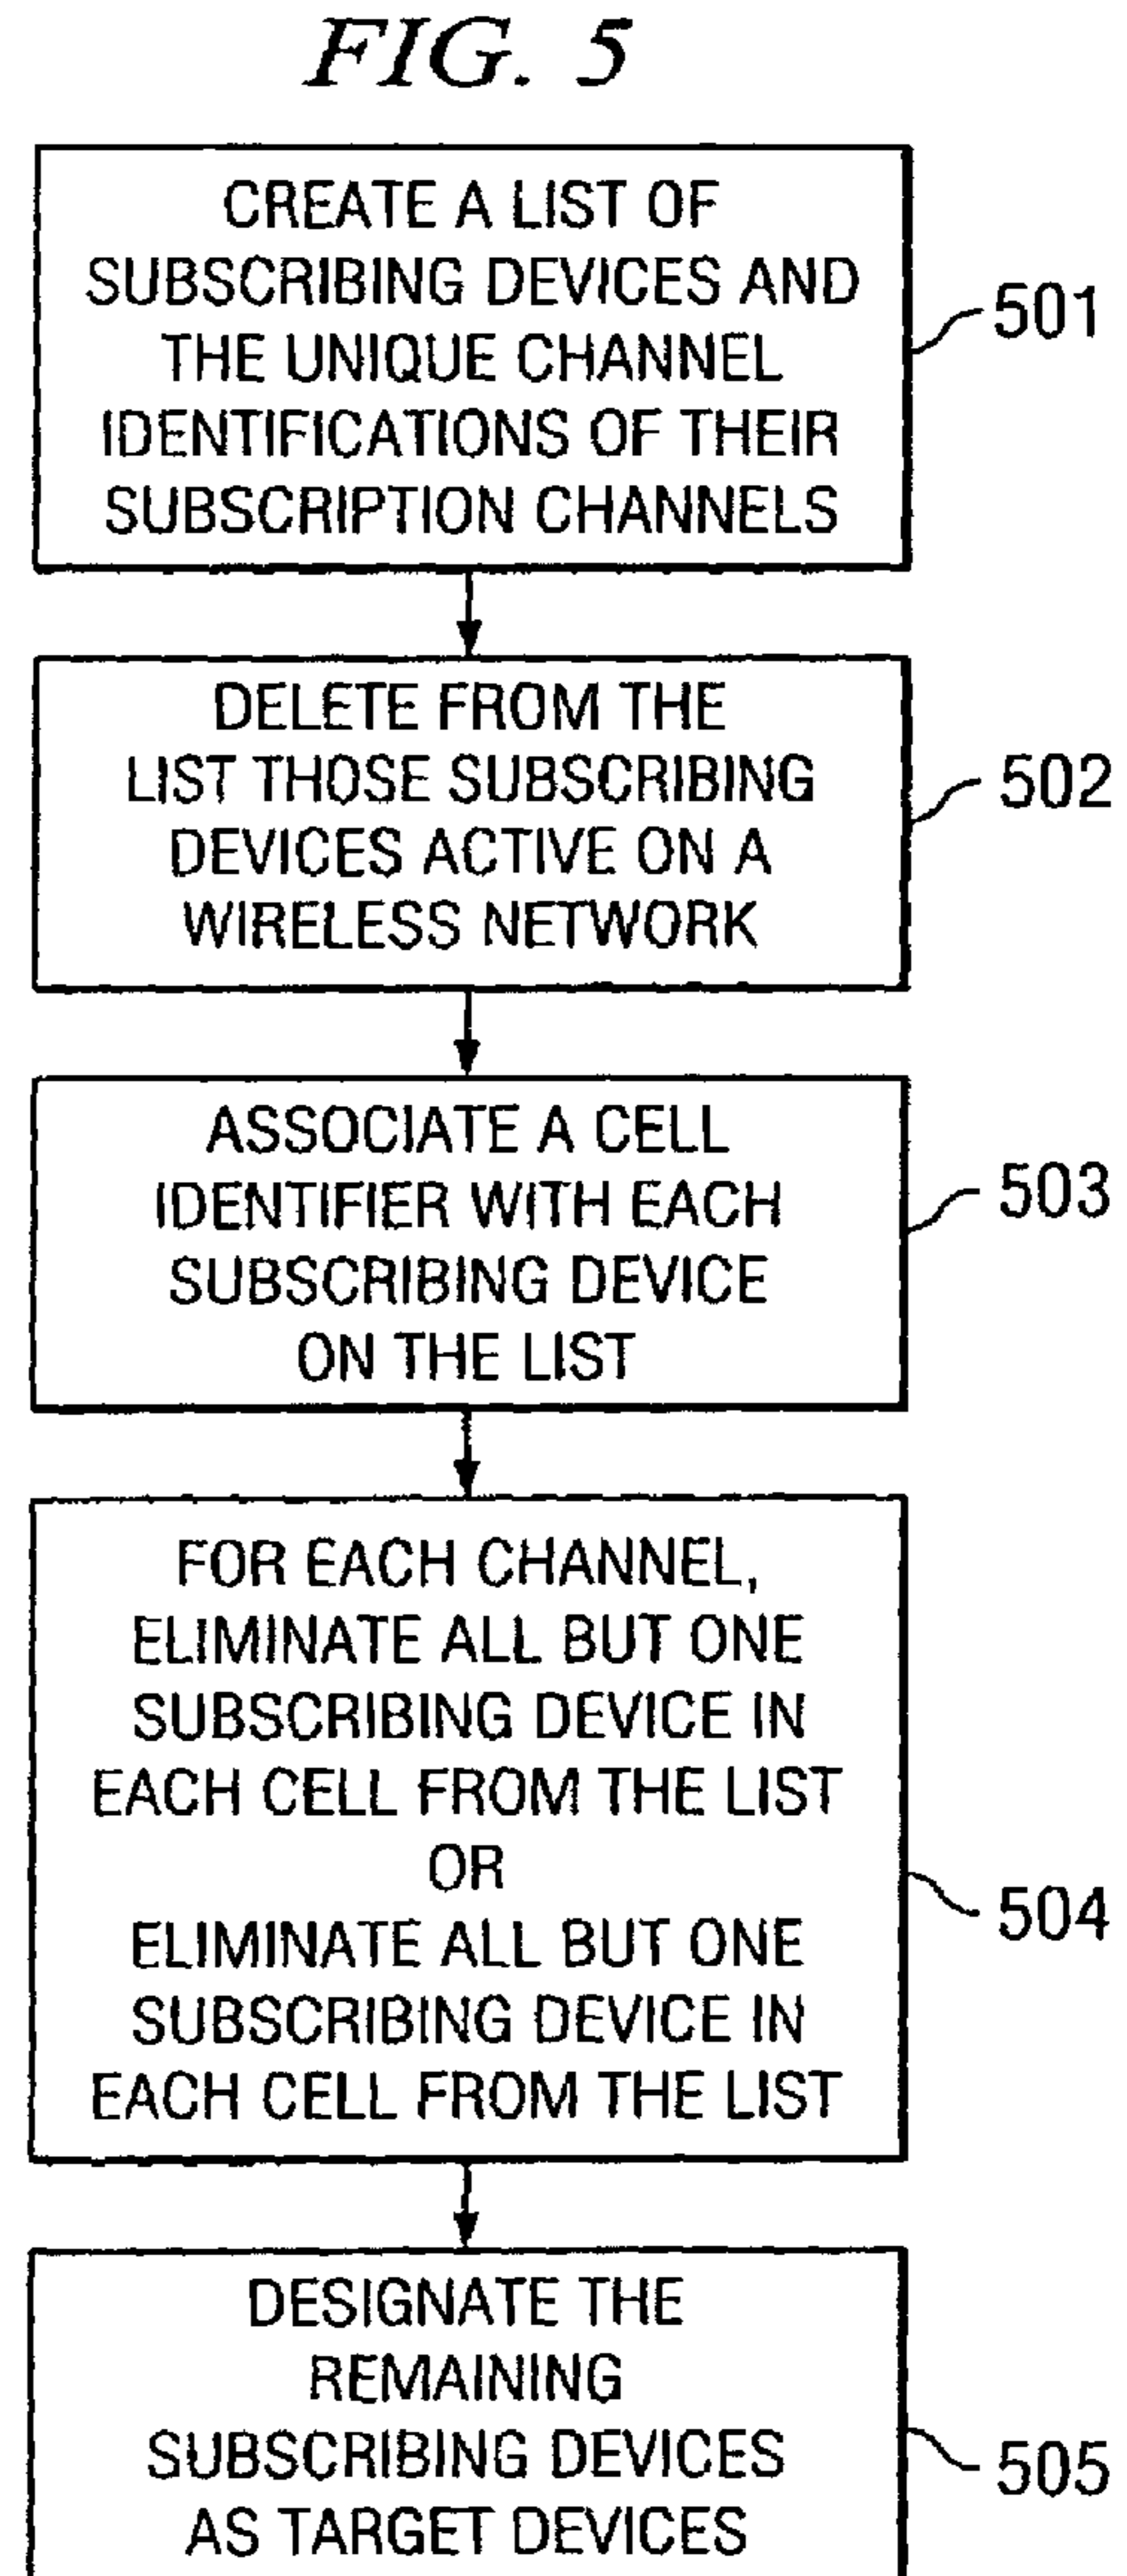 FIG. 5
CREATE A LIST OF
SUBSCRIBING DEVICES AND
THE UNIQUE CHANNEL
IDENTIFICATIONS OF THEIR
SUBSCRIPTION CHANNELS
501
DELETE FROM THE
LIST THOSE SUBSCRIBING
DEVICES ACTIVE ON A
WIRELESS NETWORK
502
ASSOCIATE A CELL
IDENTIFIER WITH EACH
SUBSCRIBING DEVICE
ON THE LIST
503
FOR EACH CHANNEL,
ELIMINATE ALL BUT ONE
SUBSCRIBING DEVICE IN
EACH CELL FROM THE LIST
OR
ELIMINATE ALL BUT ONE
SUBSCRIBING DEVICE IN
EACH CELL FROM THE LIST
504
DESIGNATE THE
REMAINING
SUBSCRIBING DEVICES
AS TARGET DEVICES
505